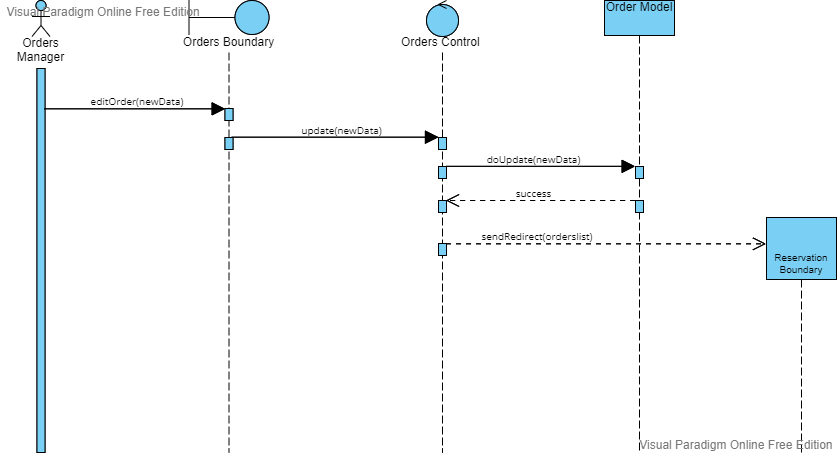 Visual Paradigm Online Free Edition
Orders
Manager
Orders Boundary
Orders Control
Order Model
editOrder(newData)
update(newData)
doUpdate(newData)
success
sendRedirect(orderslist)
Reservation
Boundary
Visual Paradigm Online Free Edition